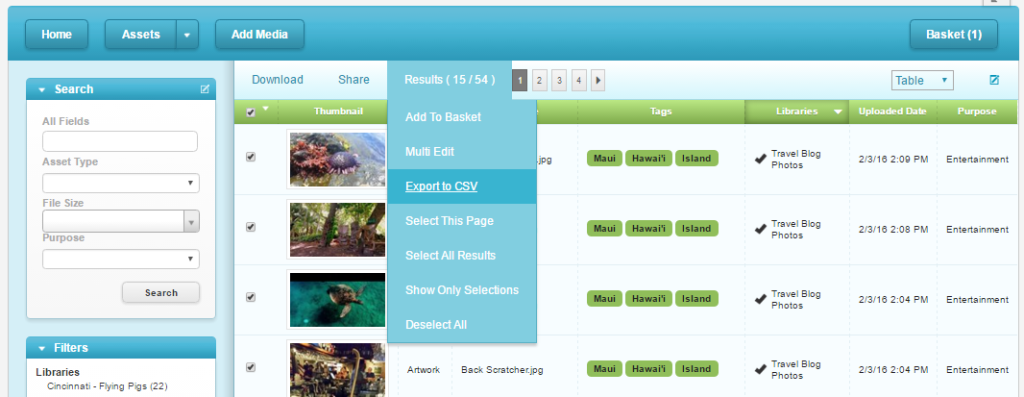 Home
Assets
Add Media
Basket (1)
Search
All Fields
Asset Type
File Size
Purpose
Search
Filters
Libraries
Cincinnati - Flying Pigs (22)
Download
Share
Results ( 15 / 54 )
1
2
3
4
Table
Add To Basket
Multi Edit
Export to CSV
Select This Page
Select All Results
Show Only Selections
Deselect All
Thumbnail
Tags
Libraries
Uploaded Date
Purpose
.jpg
Maui Hawai'i Island
Travel Blog
Photos
2/3/16 2:09 PM
Entertainment
Maui Hawai'i Island
Travel Blog
Photos
2/3/16 2:08 PM
Entertainment
Maui Hawai'i Island
Travel Blog
Photos
2/3/16 2:04 PM
Entertainment
Artwork
Back Scratcher.jpg
Maui Hawai'i Island
Travel Blog
Photos
2/3/16 2:04 PM
Entertainment